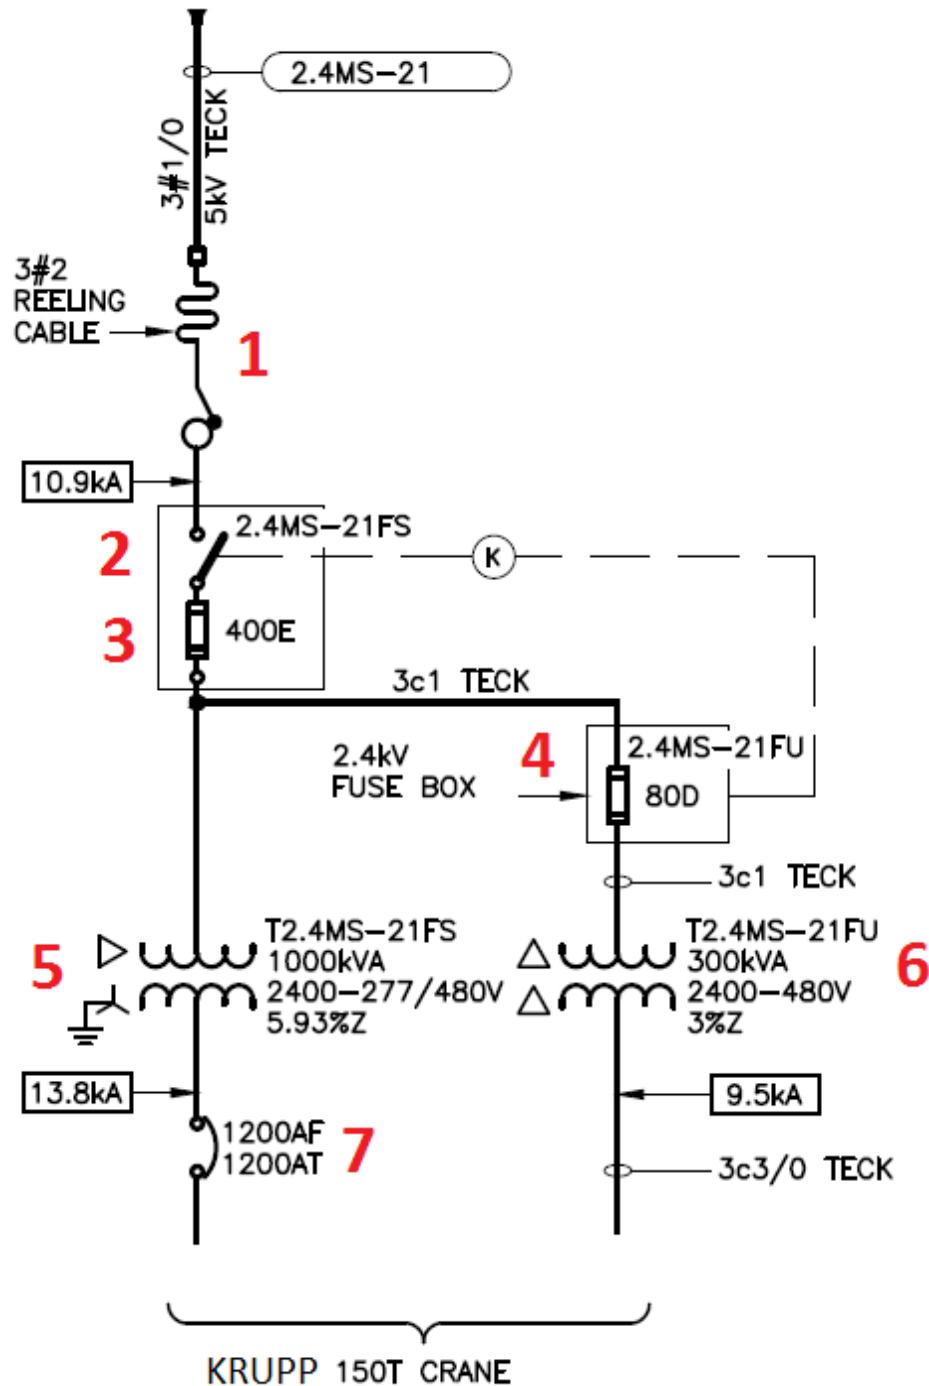 2.4MS-21
3#1/0
5kV TECK
3#2
REELING
CABLE
1
10.9kA
2.4MS-21FS
2
K
3
400E
3c1 TECK
4
2.4kV
FUSE BOX
2.4MS-21FU
80D
3c1 TECK
5
T2.4MS-21FS
1000kVA
2400-277/480V
5.93%Z
T2.4MS-21FU
300kVA
2400-480V
3%Z
6
13.8kA
9.5kA
1200AF
1200AT
7
3c3/0 TECK
KRUPP 150T CRANE